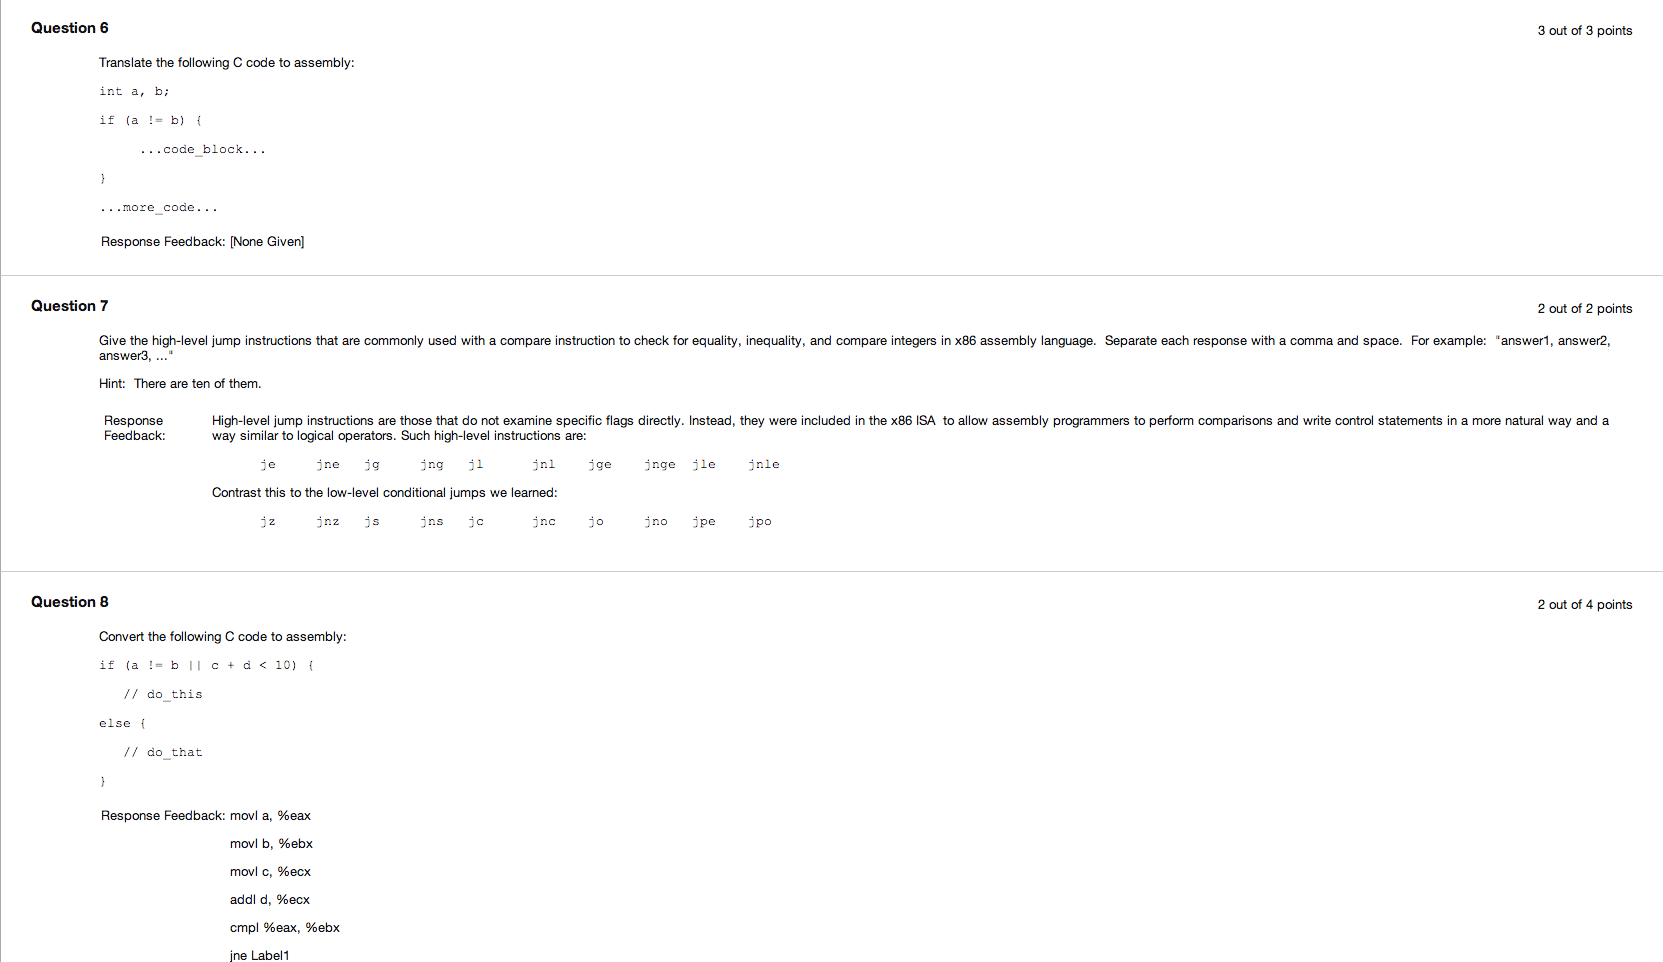 Question 6
3 out of 3 points
Translate the following C code to assembly:
int a, b;
if (a != b) {
...code_block...
}
...more_code...
Response Feedback: [None Given]
Question 7
2 out of 2 points
Give the high-level jump instructions that are commonly used with a compare instruction to check for equality, inequality, and compare integers in x86 assembly language.  Separate each response with a comma and space.  For example:  "answer1, answer2,
answer3, ..."
Hint:  There are ten of them.
Response
Feedback:
High-level jump instructions are those that do not examine specific flags directly. Instead, they were included in the x86 ISA  to allow assembly programmers to perform comparisons and write control statements in a more natural way and a
way similar to logical operators. Such high-level instructions are:
je jne jg jng jl jnl jge jnge jle jnle
Contrast this to the low-level conditional jumps we learned:
jz jnz js jns jc jnc jo jno jpe jpo
Question 8
2 out of 4 points
Convert the following C code to assembly:
if (a != b || c + d < 10) {
// do_this
else {
// do_that
}
Response Feedback: movl a, %eax
movl b, %ebx
movl c, %ecx
addl d, %ecx
cmpl %eax, %ebx
jne Label1